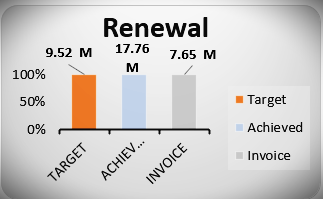 Renewal
9.52 M
17.76
M
7.65 M
100%
50%
0%
TARGET
ACHIEV...
INVOICE
Target
Achieved
Invoice